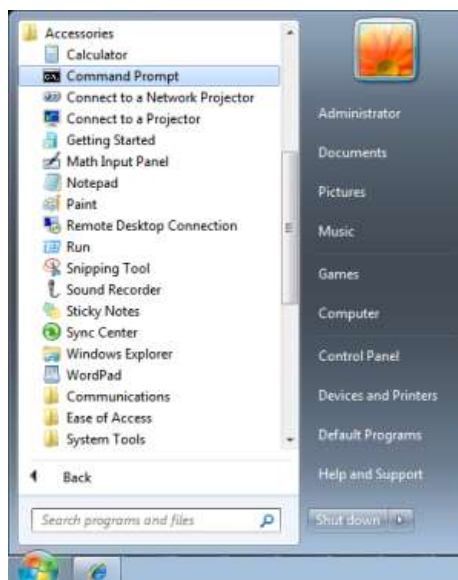 Accessories
Calculator
Command Prompt
Connect to a Network Projector
Connect to a Projector
Getting Started
Math Input Panel
Notepad
Paint
Remote Desktop Connection
Run
Snipping Tool
Sound Recorder
Sticky Notes
Sync Center
Windows Explorer
WordPad
Communications
Ease of Access
System Tools
Back
Search programs and files
Administrator
Documents
Pictures
Music
Games
Computer
Control Panel
Devices and Printers
Default Programs
Help and Support
Shut down